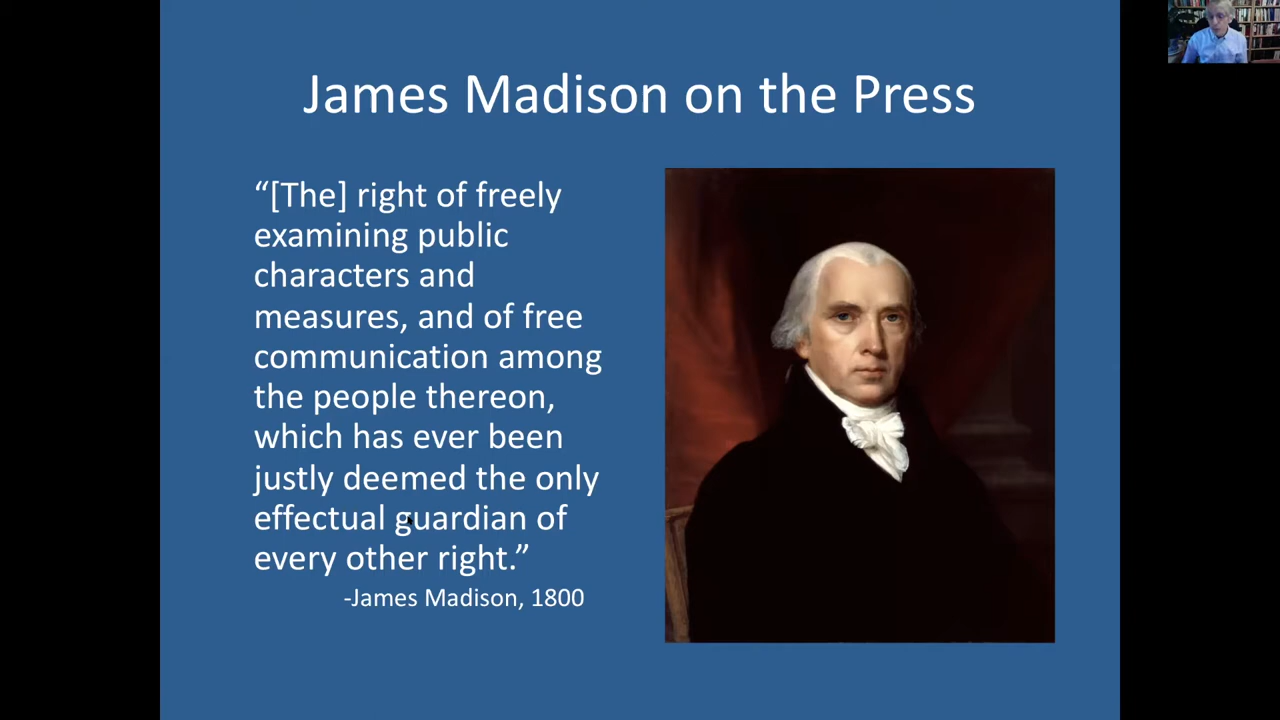 James Madison on the Press
“[The] right of freely
examining public
characters and
measures, and of free
communication among
the people thereon,
which has ever been
justly deemed the only
effectual guardian of
every other right.”
-James Madison, 1800